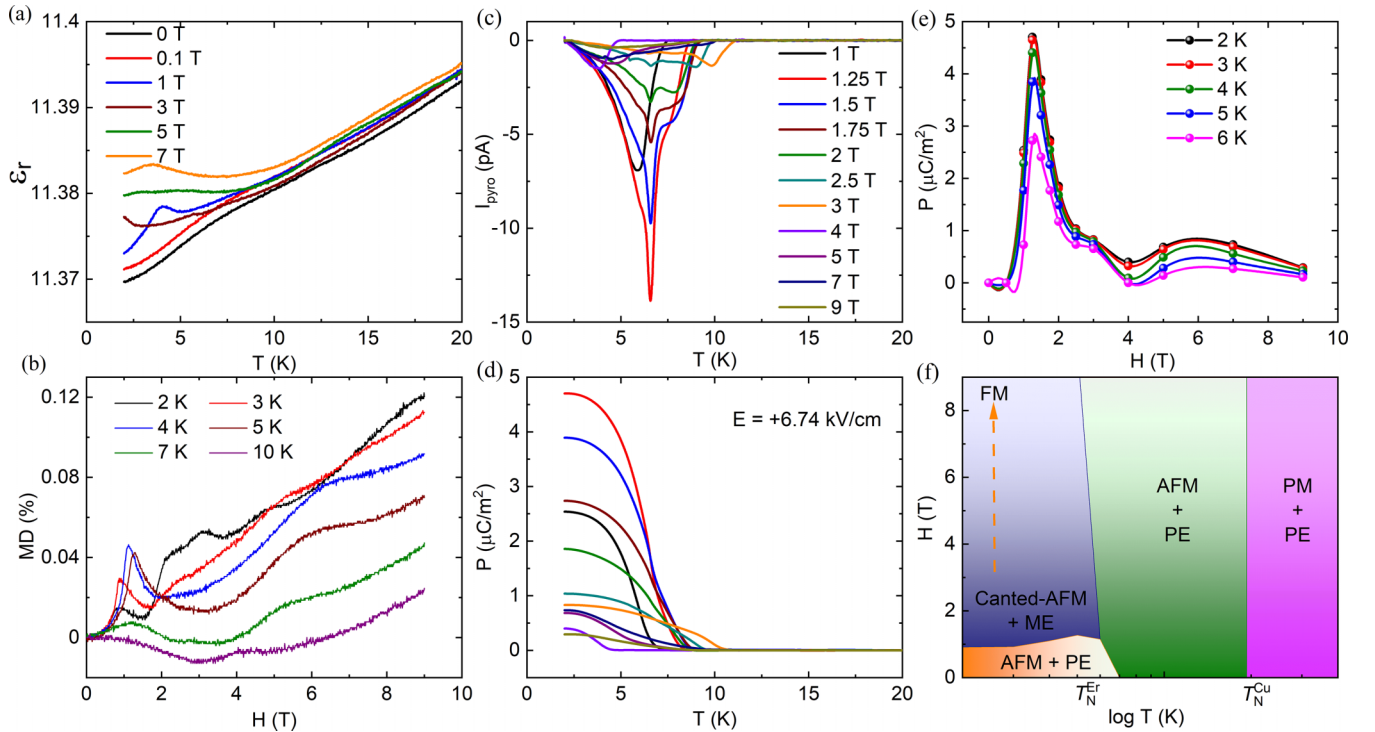 (a)
11.4
11.39
11.38
11.37
εr
0 T
0.1 T
1 T
3 T
5 T
7 T
0 5 10 15 20
T (K)
(b)
0.12
0.08
0.04
0
MD (%)
2 K 3 K
4 K 5 K
7 K 10 K
0 2 4 6 8 10
H (T)
(c)
0
-5
-10
-15
Ipyro (pA)
1 T
1.25 T
1.5 T
1.75 T
2 T
2.5 T
3 T
4 T
5 T
7 T
9 T
0 5 10 15 20
T (K)
(d)
5
4
3
2
1
0
P (μC/m²)
E = +6.74 kV/cm
0 5 10 15 20
T (K)
(e)
5
4
3
2
1
0
P (μC/m²)
2 K
3 K
4 K
5 K
6 K
0 2 4 6 8 10
H (T)
(f)
8
6
4
2
0
H (T)
FM
Canted-AFM
+ ME
AFM + PE
AFM
+
PE
PM
+
PE
T_N^Er T_N^Cu
log T (K)